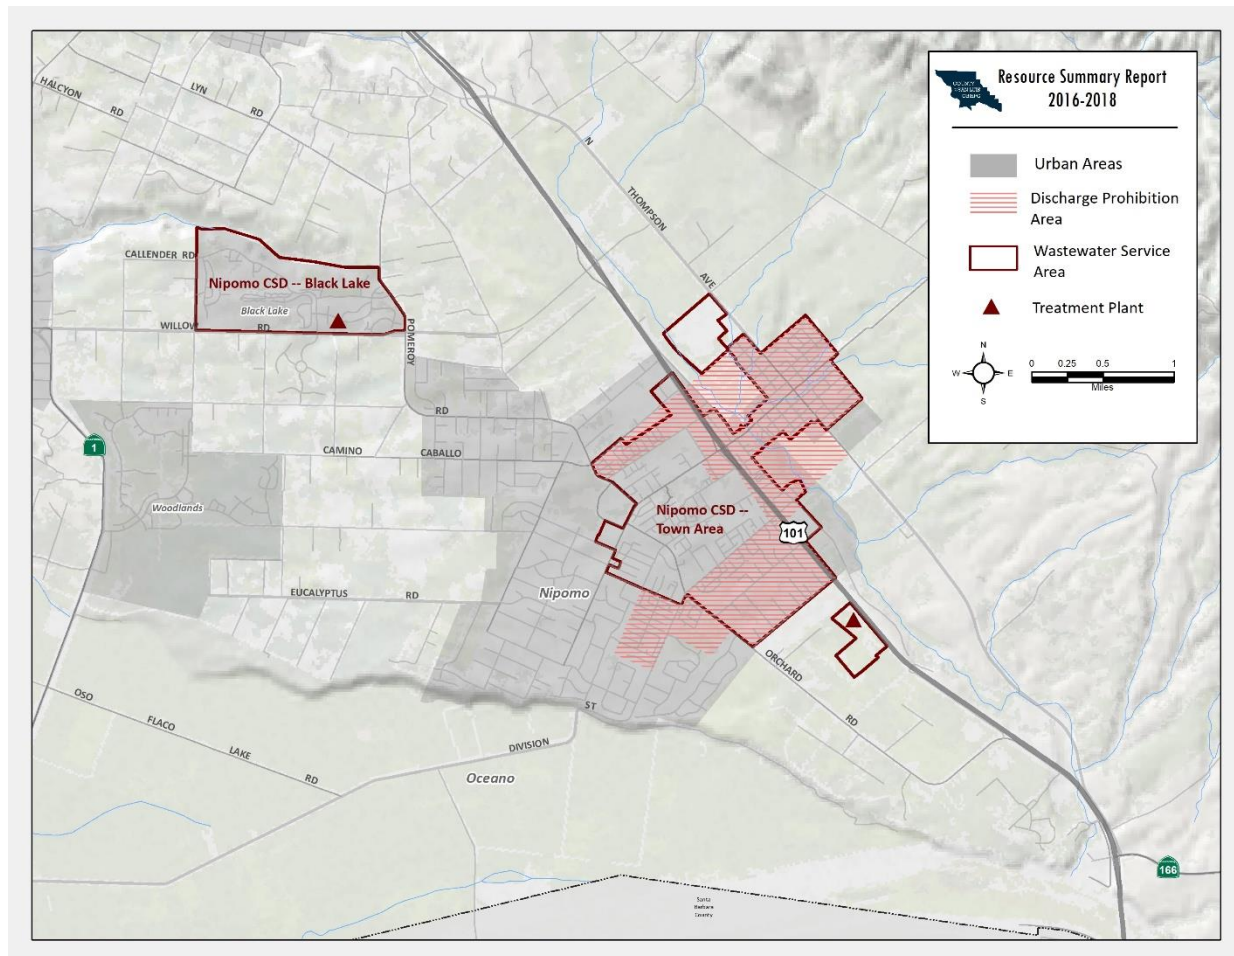 Resource Summary Report
2016-2018
Urban Areas
Discharge Prohibition
Area
Wastewater Service
Area
Treatment Plant
N
W
E
S
0
0.25
0.5
1
Miles
HALCYON
RD
LYN
RD
N
THOMPSON
AVE
CALLENDER RD
Nipomo CSD -- Black Lake
Black Lake
WILLOW
RD
POMEROY
RD
1
CAMINO
CABALLO
Woodlands
Nipomo CSD --
Town Area
101
EUCALYPTUS
RD
Nipomo
ORCHARD
RD
OSO
FLACO
LAKE
RD
DIVISION
ST
Oceano
166
Santa
Barbara
County